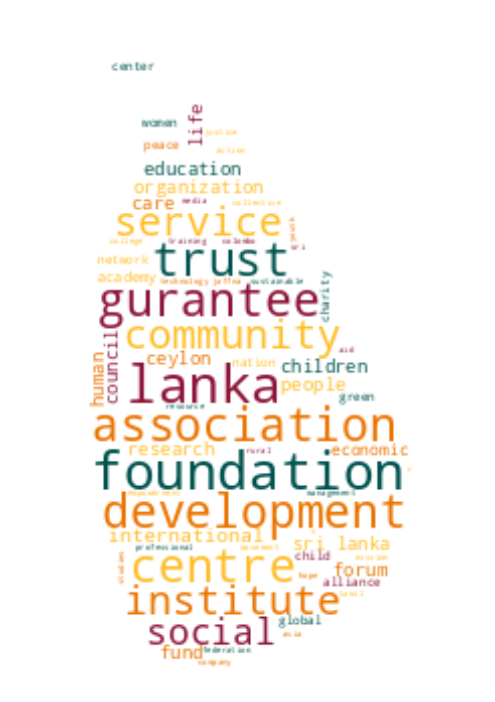 center
life
women
justice
peace
action
education
organization
care media collective
service youth
college training colombo sri
network trust
academy technology jaffna sustainable
gurantee charity
community
council
human
ceylon nation aid
children
lanka people
green
resource
association
research rural economic
foundation
empowerment management
development
international
sri lanka
professional movement
centre child mission
studies
hope forum
alliance
institute tamil
social global
asia
fund federation
company